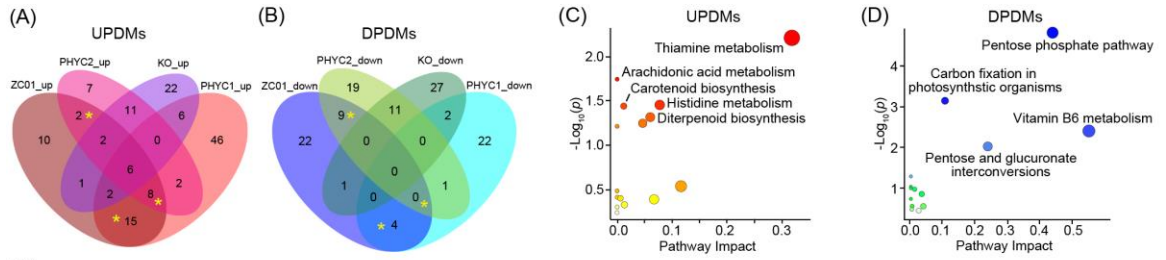 (A)
UPDMs
PHYC2_up
KO_up
ZC01_up
PHYC1_up
7
22
2 *
11
6
10
2
0
46
6
1
2
8
2
*
* 15
(B)
DPDMs
PHYC2_down
KO_down
ZC01_down
PHYC1_down
19
27
*
9
11
2
22
0
0
22
0
1
0
0
1
*
* 4
(C)
UPDMs
-Log₁₀(p)
2.0
1.5
1.0
0.5
Thiamine metabolism
Arachidonic acid metabolism
Carotenoid biosynthesis
Histidine metabolism
Diterpenoid biosynthesis
0.0
0.1
0.2
0.3
Pathway Impact
(D)
DPDMs
-Log₁₀(p)
4
3
2
1
Pentose phosphate pathway
Carbon fixation in
photosynthstic organisms
Vitamin B6 metabolism
Pentose and glucuronate
interconversions
0.0
0.1
0.2
0.3
0.4
0.5
Pathway Impact